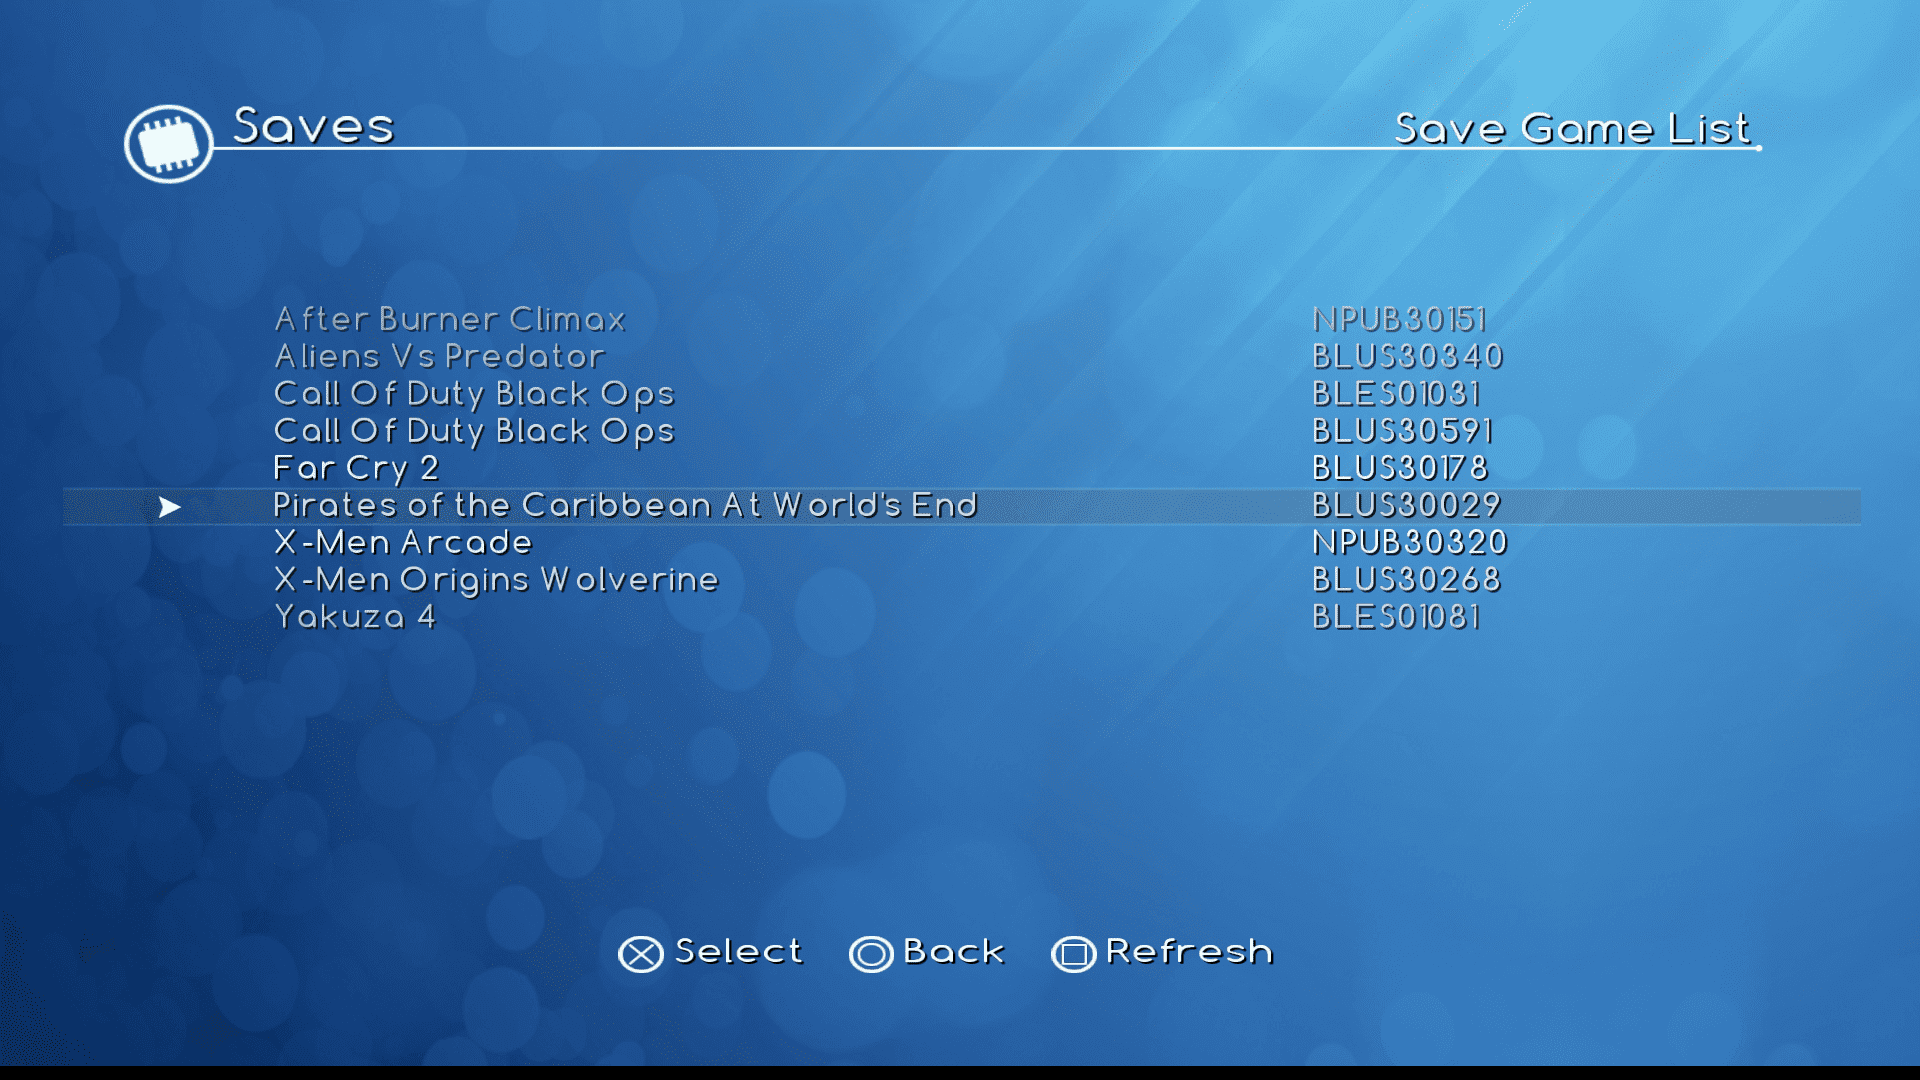 Saves
Save Game List
After Burner Climax NPUB30151
Aliens Vs Predator BLUS30340
Call Of Duty Black Ops BLES01031
Call Of Duty Black Ops BLUS30591
Far Cry 2 BLUS30178
Pirates of the Caribbean At World's End BLUS30029
X-Men Arcade NPUB30320
X-Men Origins Wolverine BLUS30268
Yakuza 4 BLES01081
Select Back Refresh